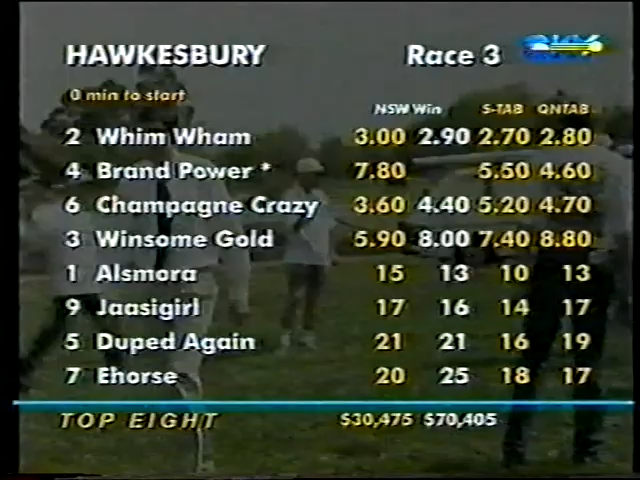 HAWKESBURY Race 3 SKY
0 min to start
NSW Win S-TAB QNTAB
2 Whim Wham 3.00 2.90 2.70 2.80
4 Brand Power * 7.80 5.50 4.60
6 Champagne Crazy 3.60 4.40 5.20 4.70
3 Winsome Gold 5.90 8.00 7.40 8.80
1 Alsmora 15 13 10 13
9 Jaasigirl 17 16 14 17
5 Duped Again 21 21 16 19
7 Ehorse 20 25 18 17
TOP EIGHT $30,475 $70,405